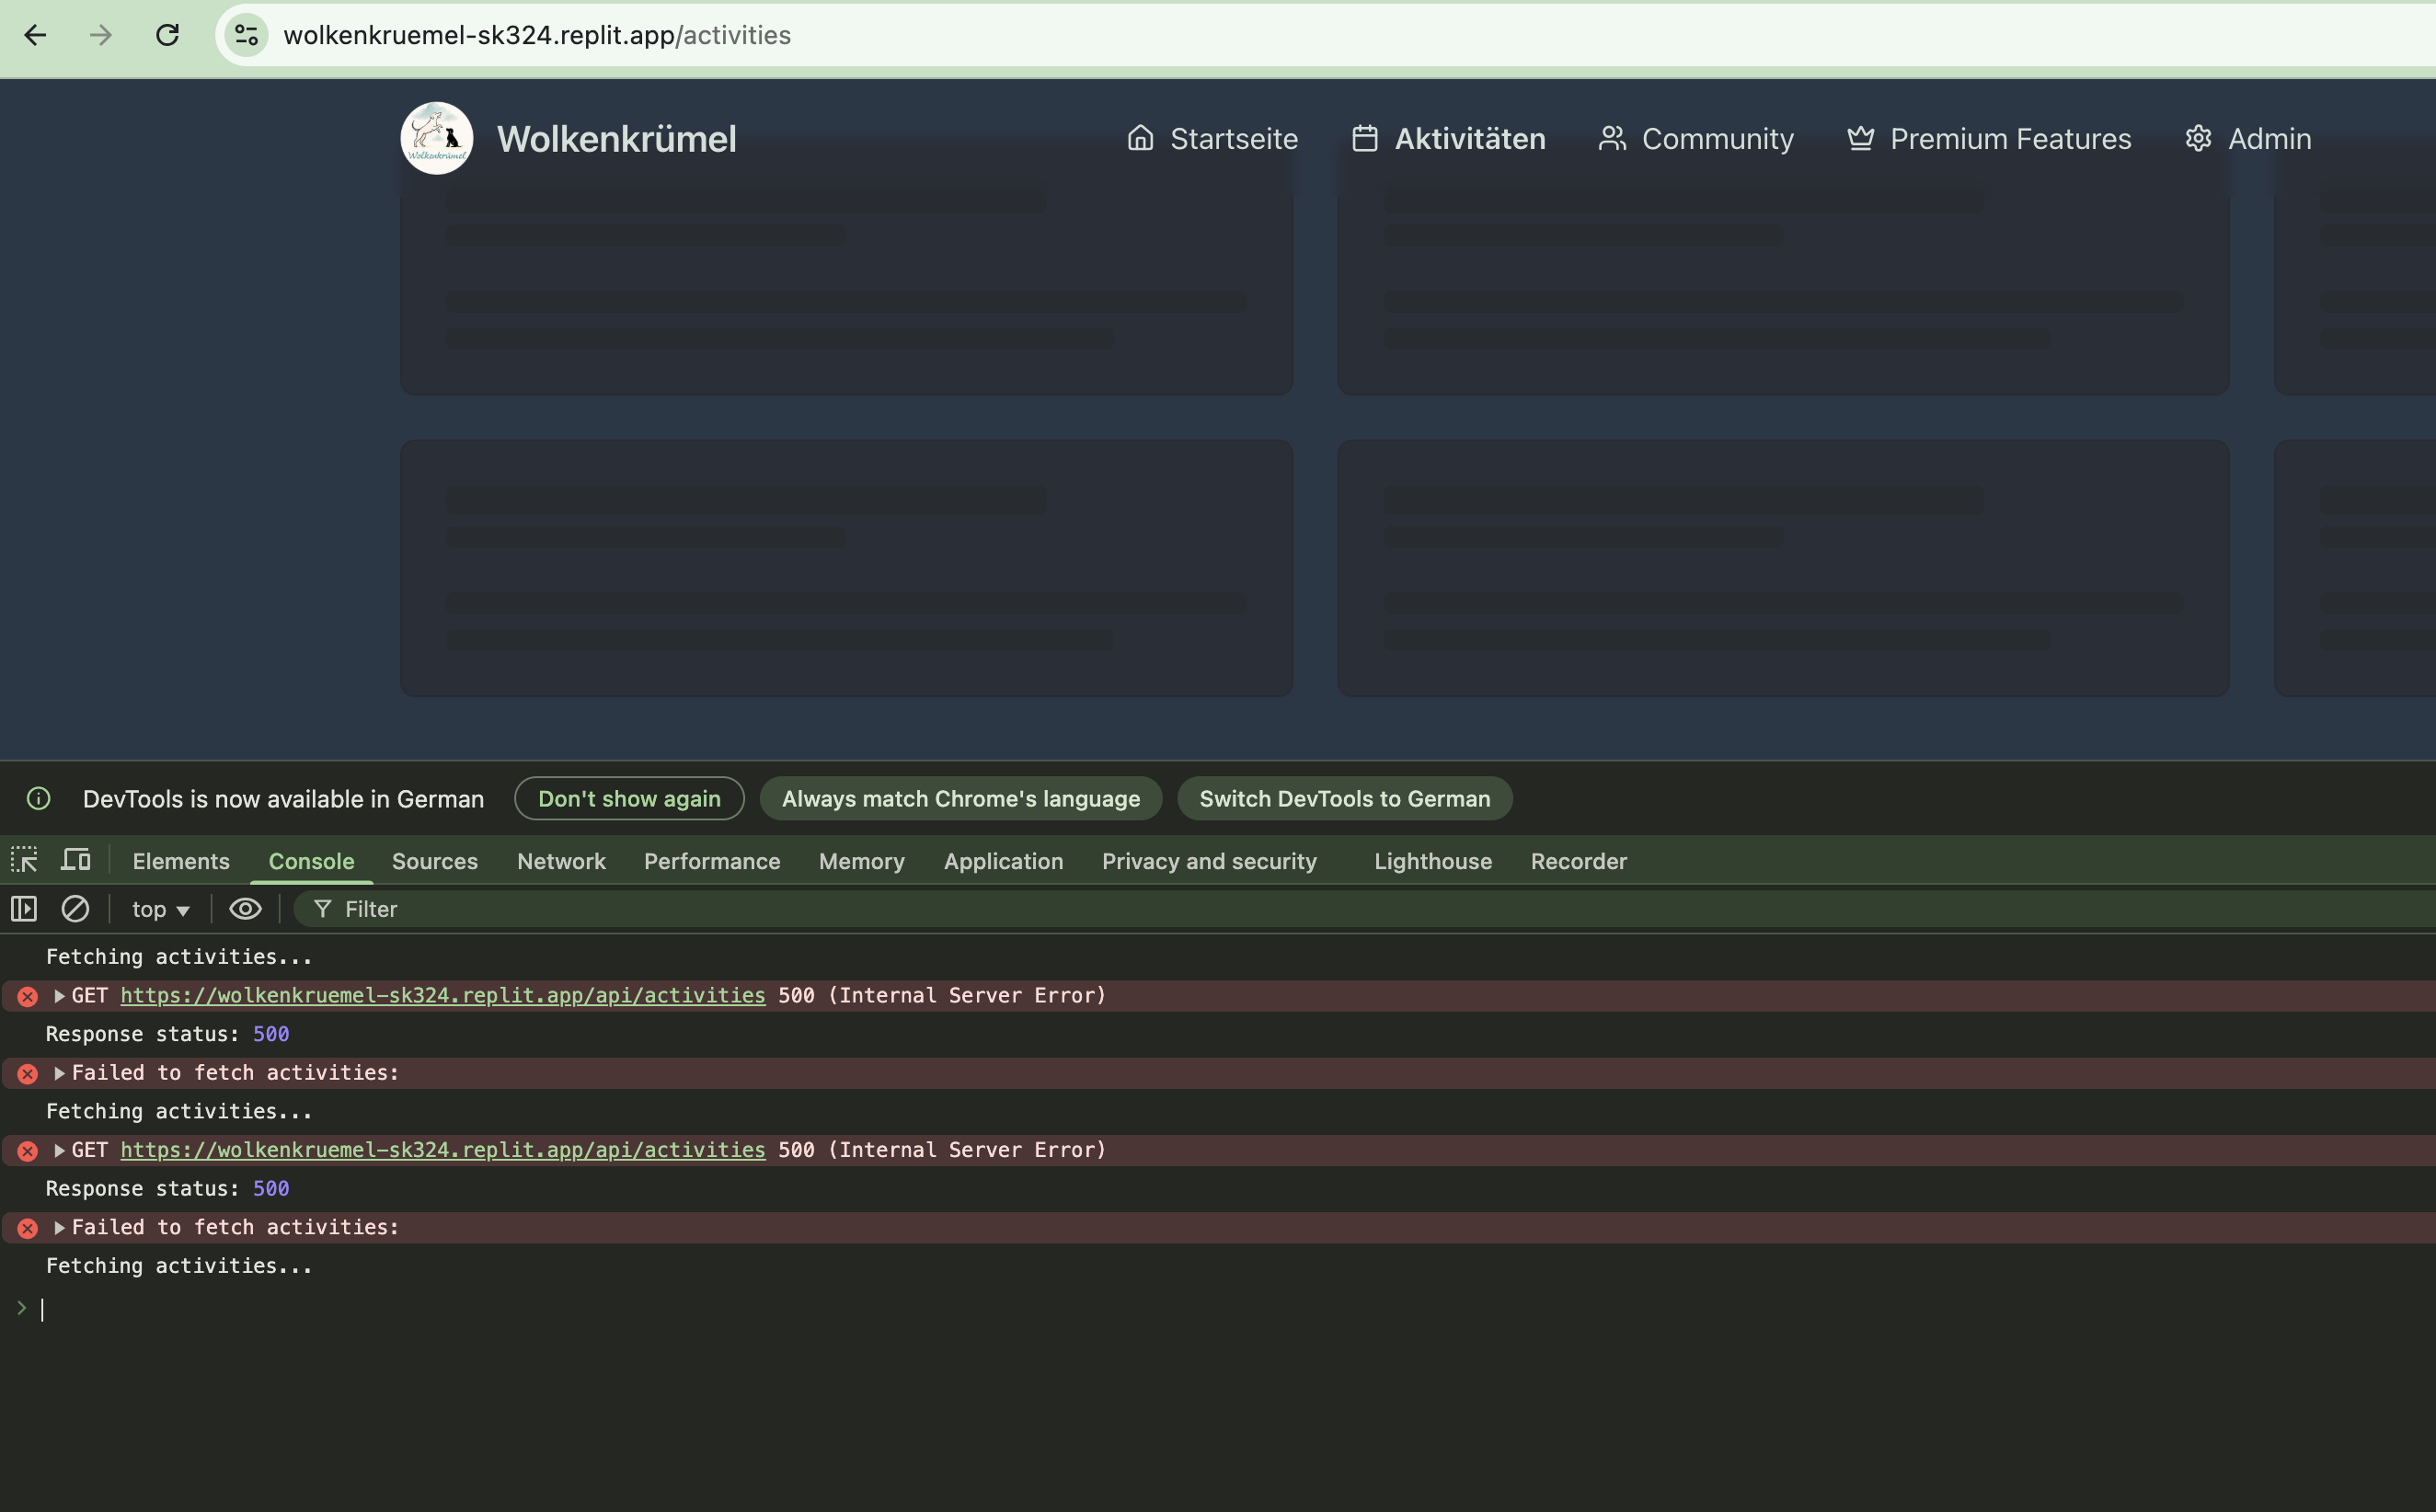 wolkenkruemel-sk324.replit.app/activities
Wolkenkrümel
Wolkenkrümel
Startseite
Aktivitäten
Community
Premium Features
Admin
DevTools is now available in German
Don't show again
Always match Chrome's language
Switch DevTools to German
Elements
Console
Sources
Network
Performance
Memory
Application
Privacy and security
Lighthouse
Recorder
top
Filter
Fetching activities...
GET https://wolkenkruemel-sk324.replit.app/api/activities 500 (Internal Server Error)
Response status: 500
Failed to fetch activities:
Fetching activities...
GET https://wolkenkruemel-sk324.replit.app/api/activities 500 (Internal Server Error)
Response status: 500
Failed to fetch activities:
Fetching activities...